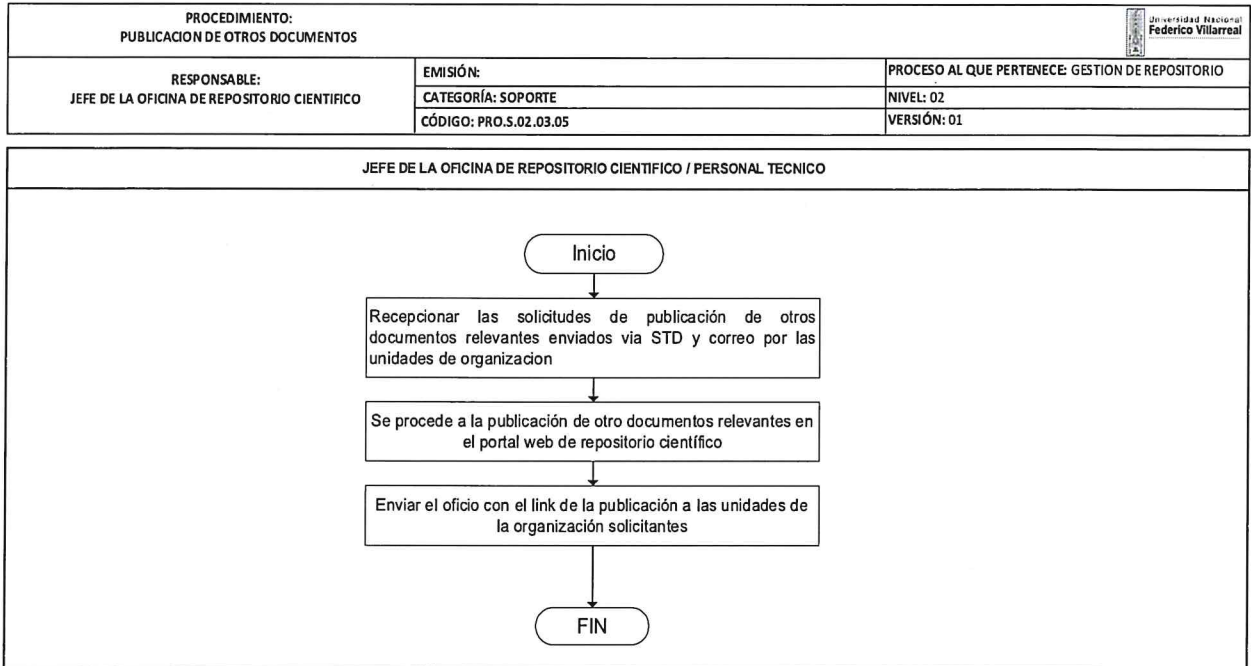 PROCEDIMIENTO:
PUBLICACION DE OTROS DOCUMENTOS
Universidad Nacional
Federico Villarreal
RESPONSABLE:
JEFE DE LA OFICINA DE REPOSITORIO CIENTIFICO
EMISIÓN:
PROCESO AL QUE PERTENECE: GESTION DE REPOSITORIO
CATEGORÍA: SOPORTE
NIVEL: 02
CÓDIGO: PRO.S.02.03.05
VERSIÓN: 01
JEFE DE LA OFICINA DE REPOSITORIO CIENTIFICO / PERSONAL TECNICO
Inicio
Recepcionar las solicitudes de publicación de otros
documentos relevantes enviados via STD y correo por las
unidades de organizacion
Se procede a la publicación de otro documentos relevantes en
el portal web de repositorio científico
Enviar el oficio con el link de la publicación a las unidades de
la organización solicitantes
FIN